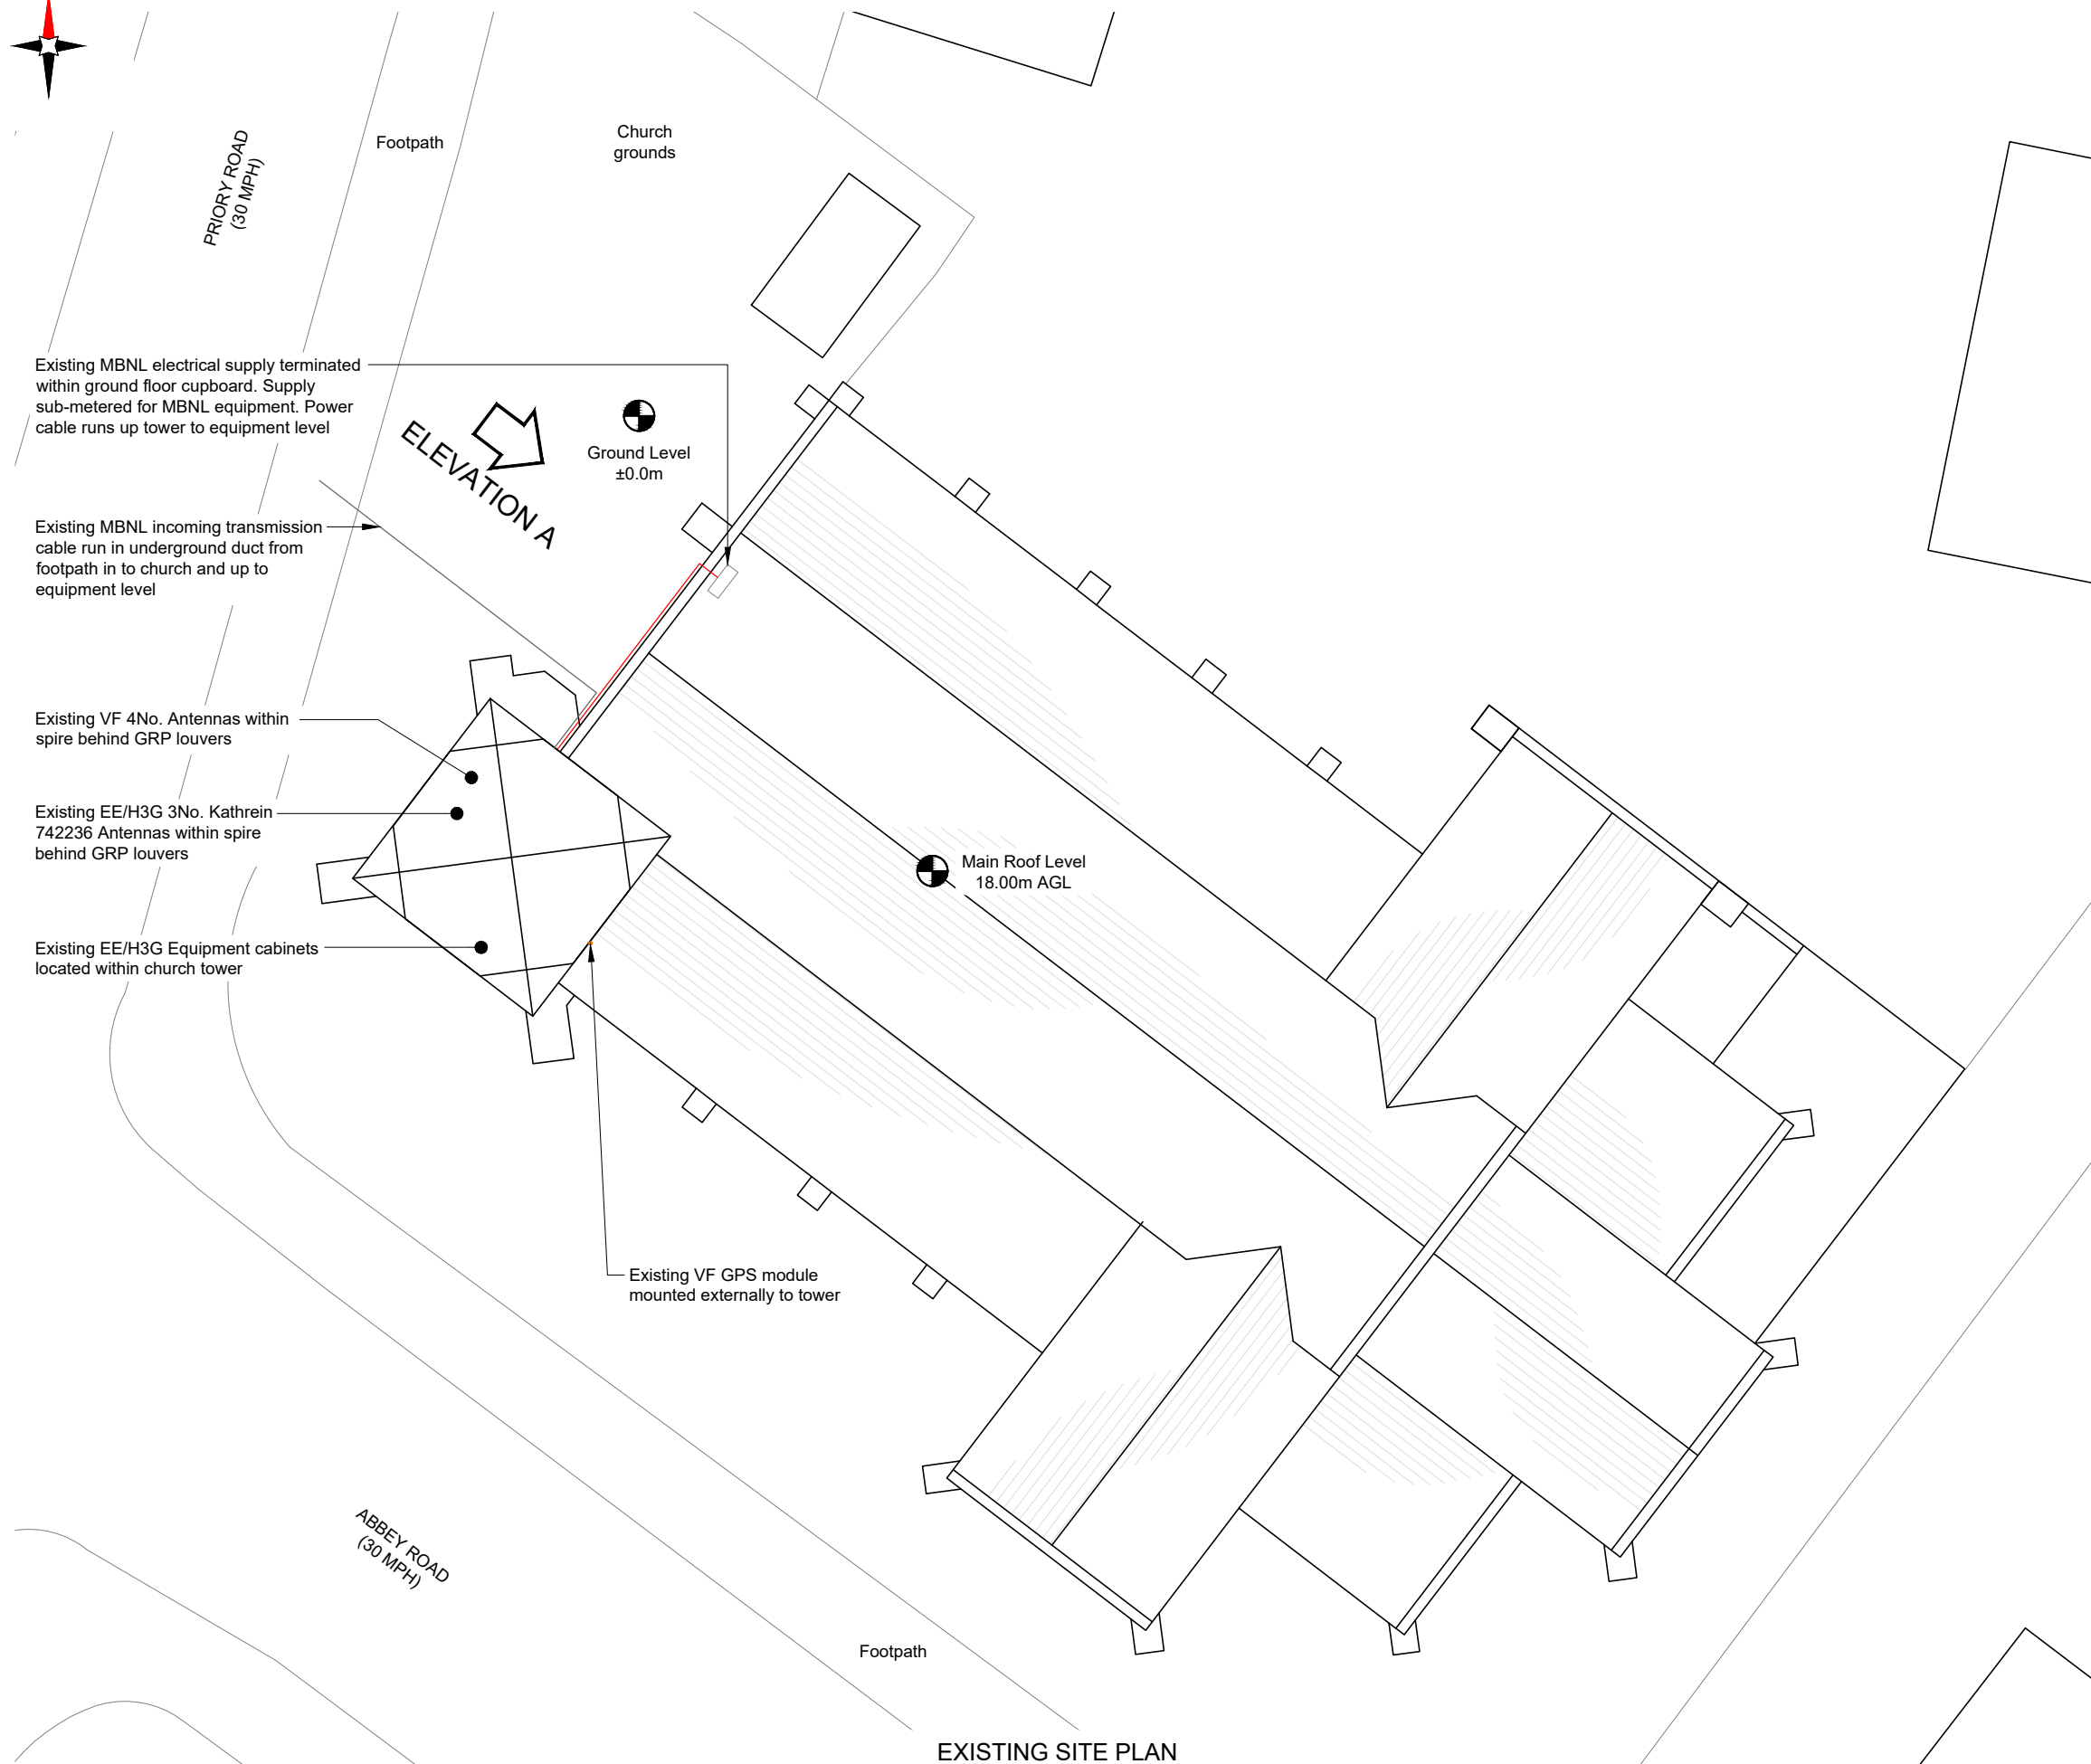 PRIORY ROAD
(30 MPH)
Footpath
Church
grounds
Existing MBNL electrical supply terminated
within ground floor cupboard. Supply
sub-metered for MBNL equipment. Power
cable runs up tower to equipment level
ELEVATION A
Ground Level
±0.0m
Existing MBNL incoming transmission
cable run in underground duct from
footpath in to church and up to
equipment level
Existing VF 4No. Antennas within
spire behind GRP louvers
Existing EE/H3G 3No. Kathrein
742236 Antennas within spire
behind GRP louvers
Main Roof Level
18.00m AGL
Existing EE/H3G Equipment cabinets
located within church tower
Existing VF GPS module
mounted externally to tower
ABBEY ROAD
(30 MPH)
Footpath
EXISTING SITE PLAN